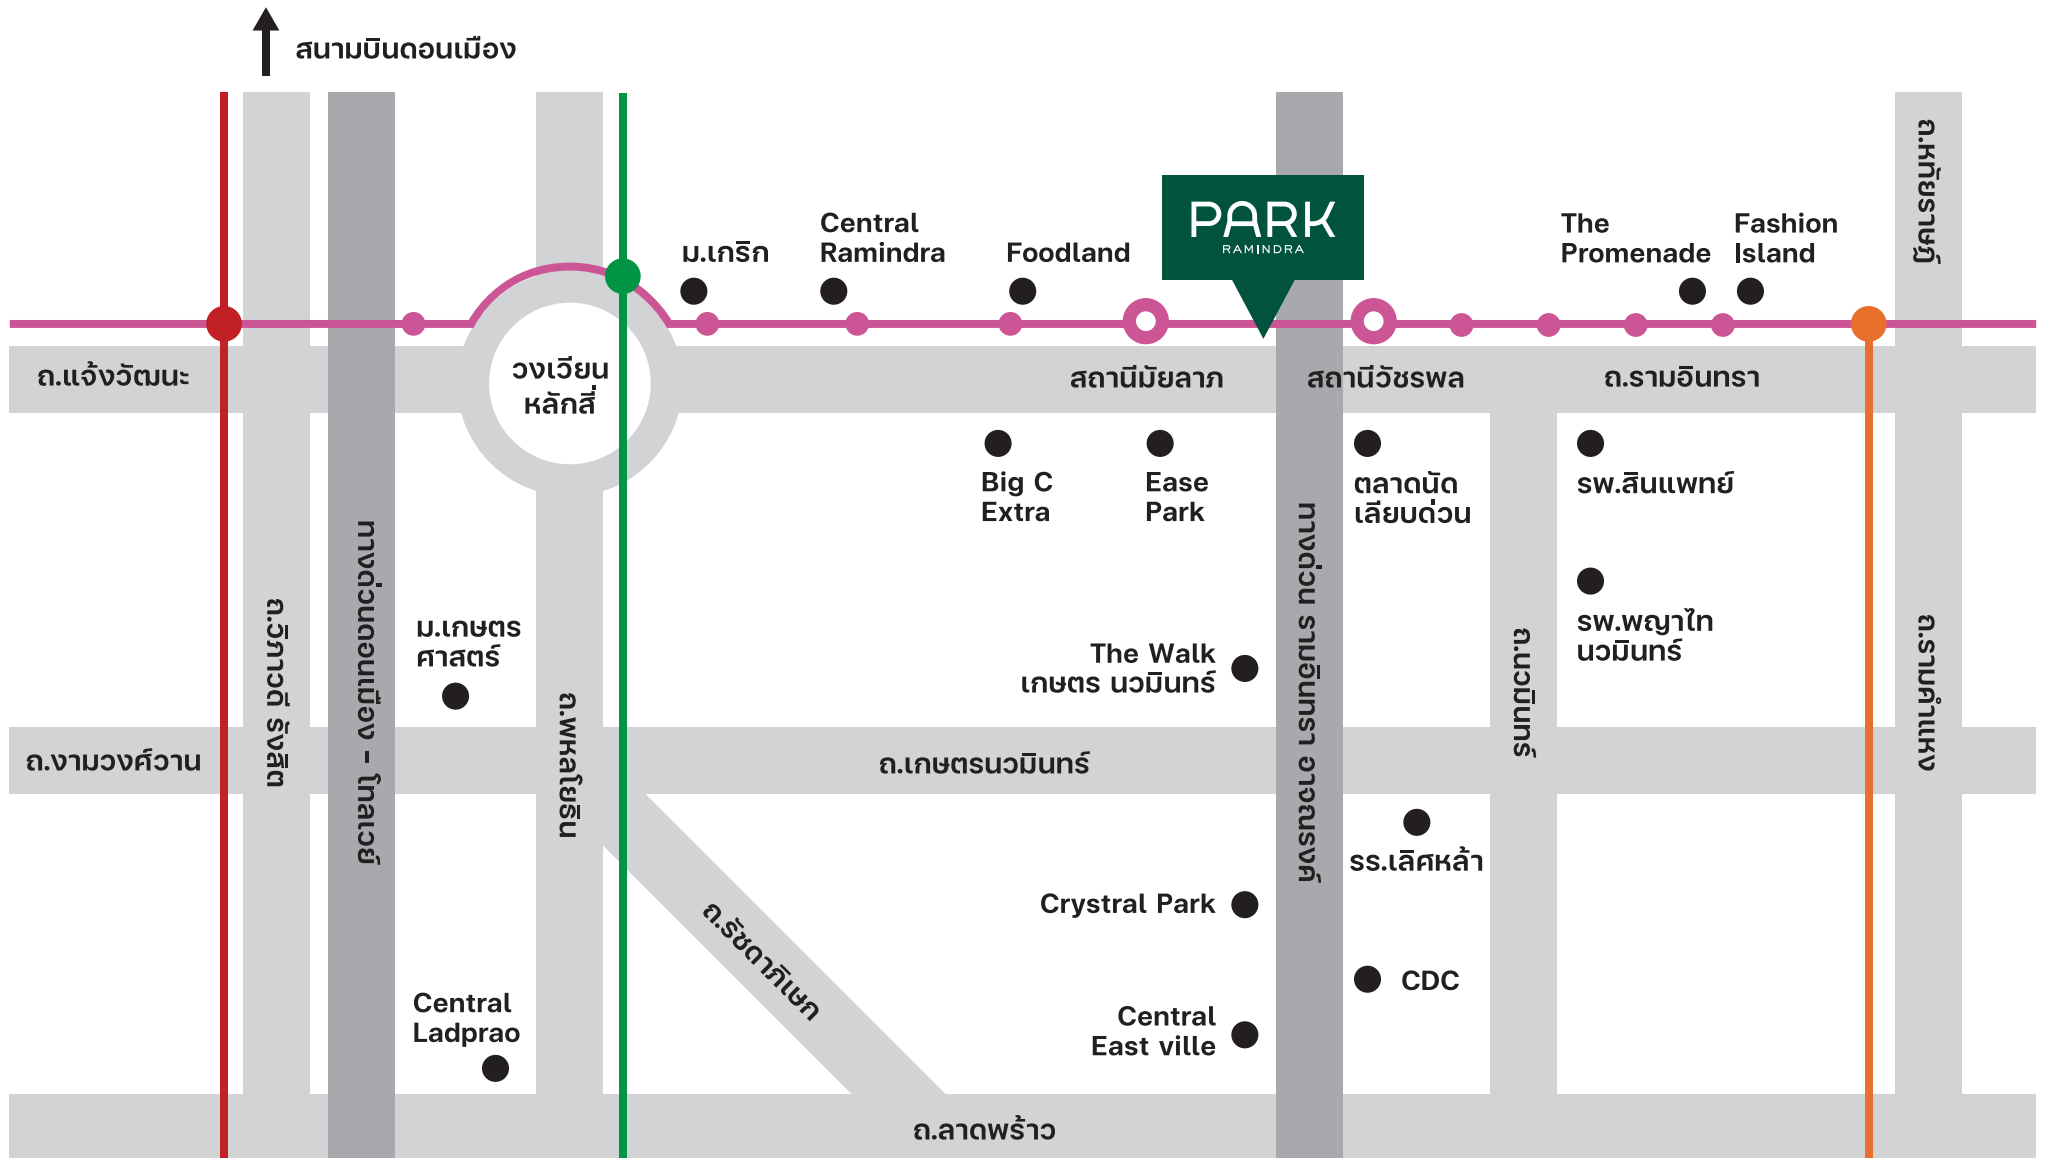 สนามบินดอนเมือง
ถ.หทัยราษฎ์
PARK
RAMINDRA
ม.เกริก
Central
Ramindra
Foodland
The
Promenade
Fashion
Island
ถ.แจ้งวัฒนะ
วงเวียน
หลักสี่
สถานีมัยลาภ
สถานีวัชรพล
ถ.รามอินทรา
Big C
Extra
Ease
Park
ตลาดนัด
เลียบด่วน
รพ.สินแพทย์
ทางด่วนดอนเมือง - โทลเวย์
ทางด่วน รามอินทรา อาจณรงค์
รพ.พญาไท
นวมินทร์
ถ.วิภาวดี รังสิต
ม.เกษตร
ศาสตร์
The Walk
เกษตร นวมินทร์
ถ.นวมินทร์
ถ.รามคำแหง
ถ.พหลโยธิน
ถ.งามวงศ์วาน
ถ.เกษตรนวมินทร์
รร.เลิศหล้า
ถ.รัชดาภิเษก
Crystral Park
CDC
Central
Ladprao
Central
East ville
ถ.ลาดพร้าว